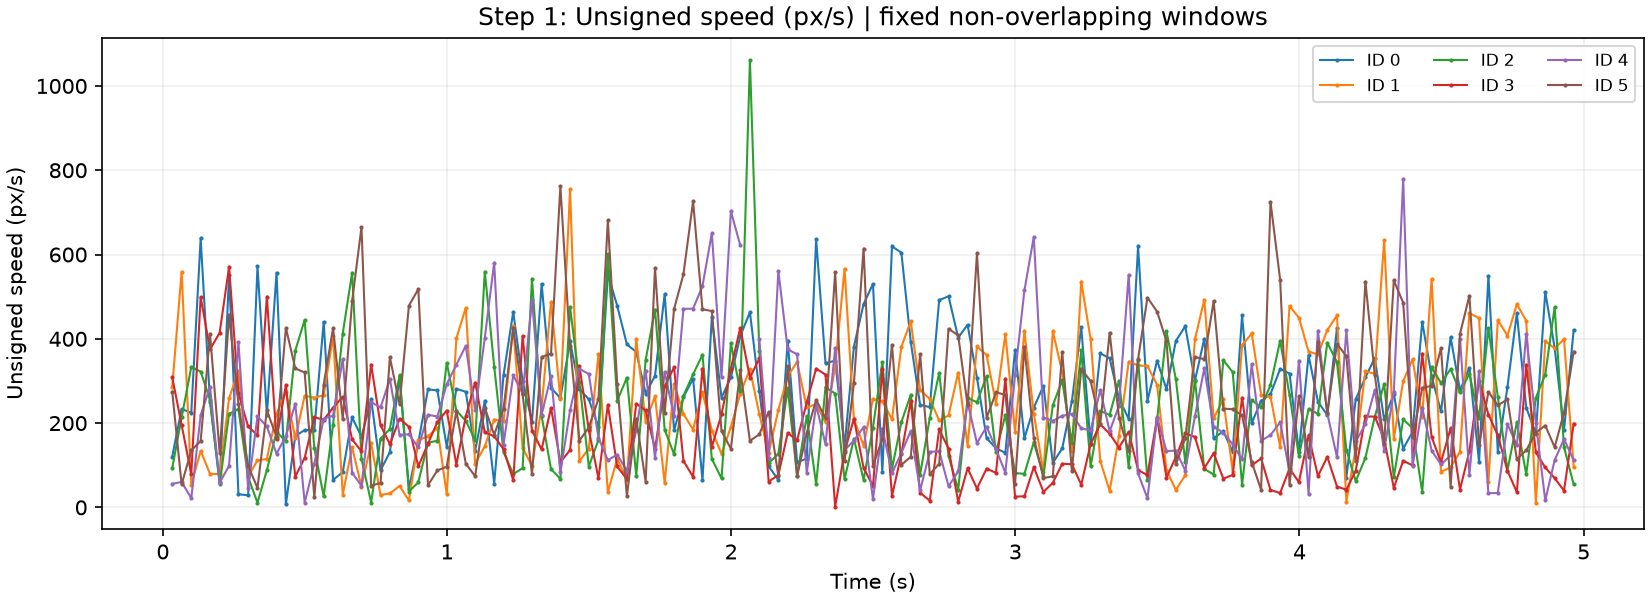 Step 1: Unsigned speed (px/s) | fixed non-overlapping windows
ID 0
ID 2
ID 4
ID 1
ID 3
ID 5
Unsigned speed (px/s)
1000
800
600
400
200
0
0
1
2
3
4
5
Time (s)